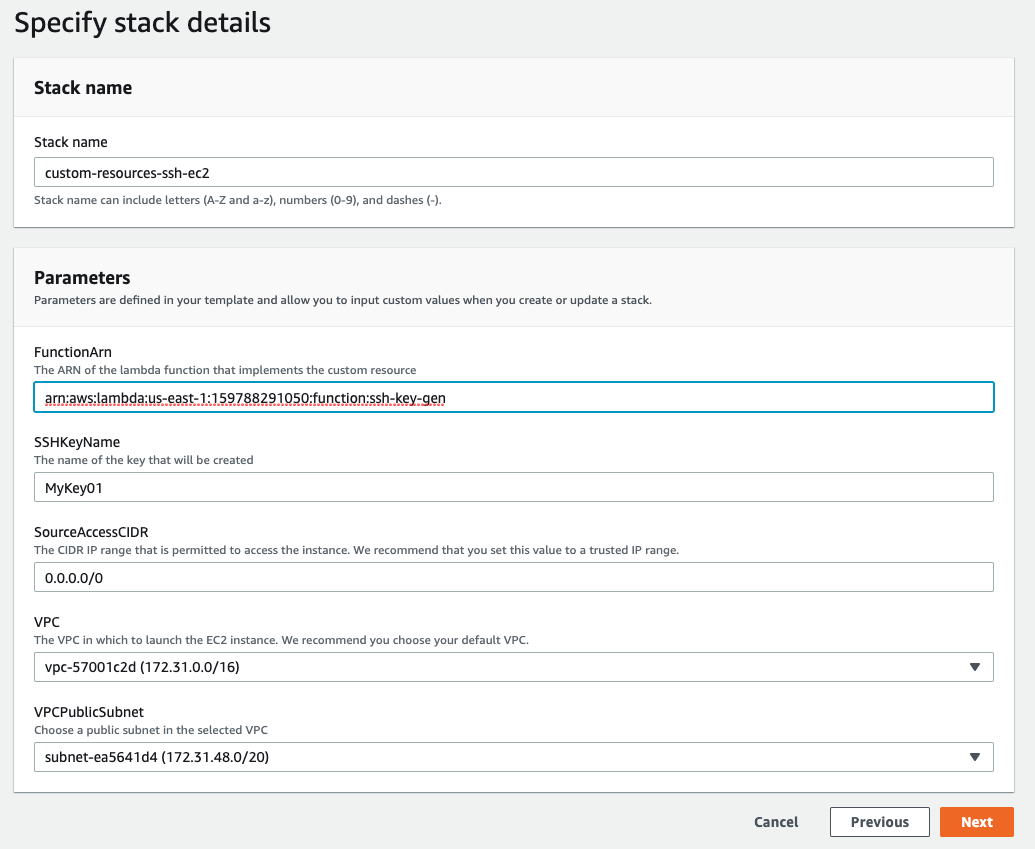 Specify stack details
Stack name
Stack name
custom-resources-ssh-ec2
Stack name can include letters (A-Z and a-z), numbers (0-9), and dashes (-).
Parameters
Parameters are defined in your template and allow you to input custom values when you create or update a stack.
FunctionArn
The ARN of the lambda function that implements the custom resource
arn:aws:lambda:us-east-1:159788291050:function:ssh-key-gen
SSHKeyName
The name of the key that will be created
MyKey01
SourceAccessCIDR
The CIDR IP range that is permitted to access the instance. We recommend that you set this value to a trusted IP range.
0.0.0.0/0
VPC
The VPC in which to launch the EC2 instance. We recommend you choose your default VPC.
vpc-57001c2d (172.31.0.0/16)
VPCPublicSubnet
Choose a public subnet in the selected VPC
subnet-ea5641d4 (172.31.48.0/20)
Cancel Previous Next